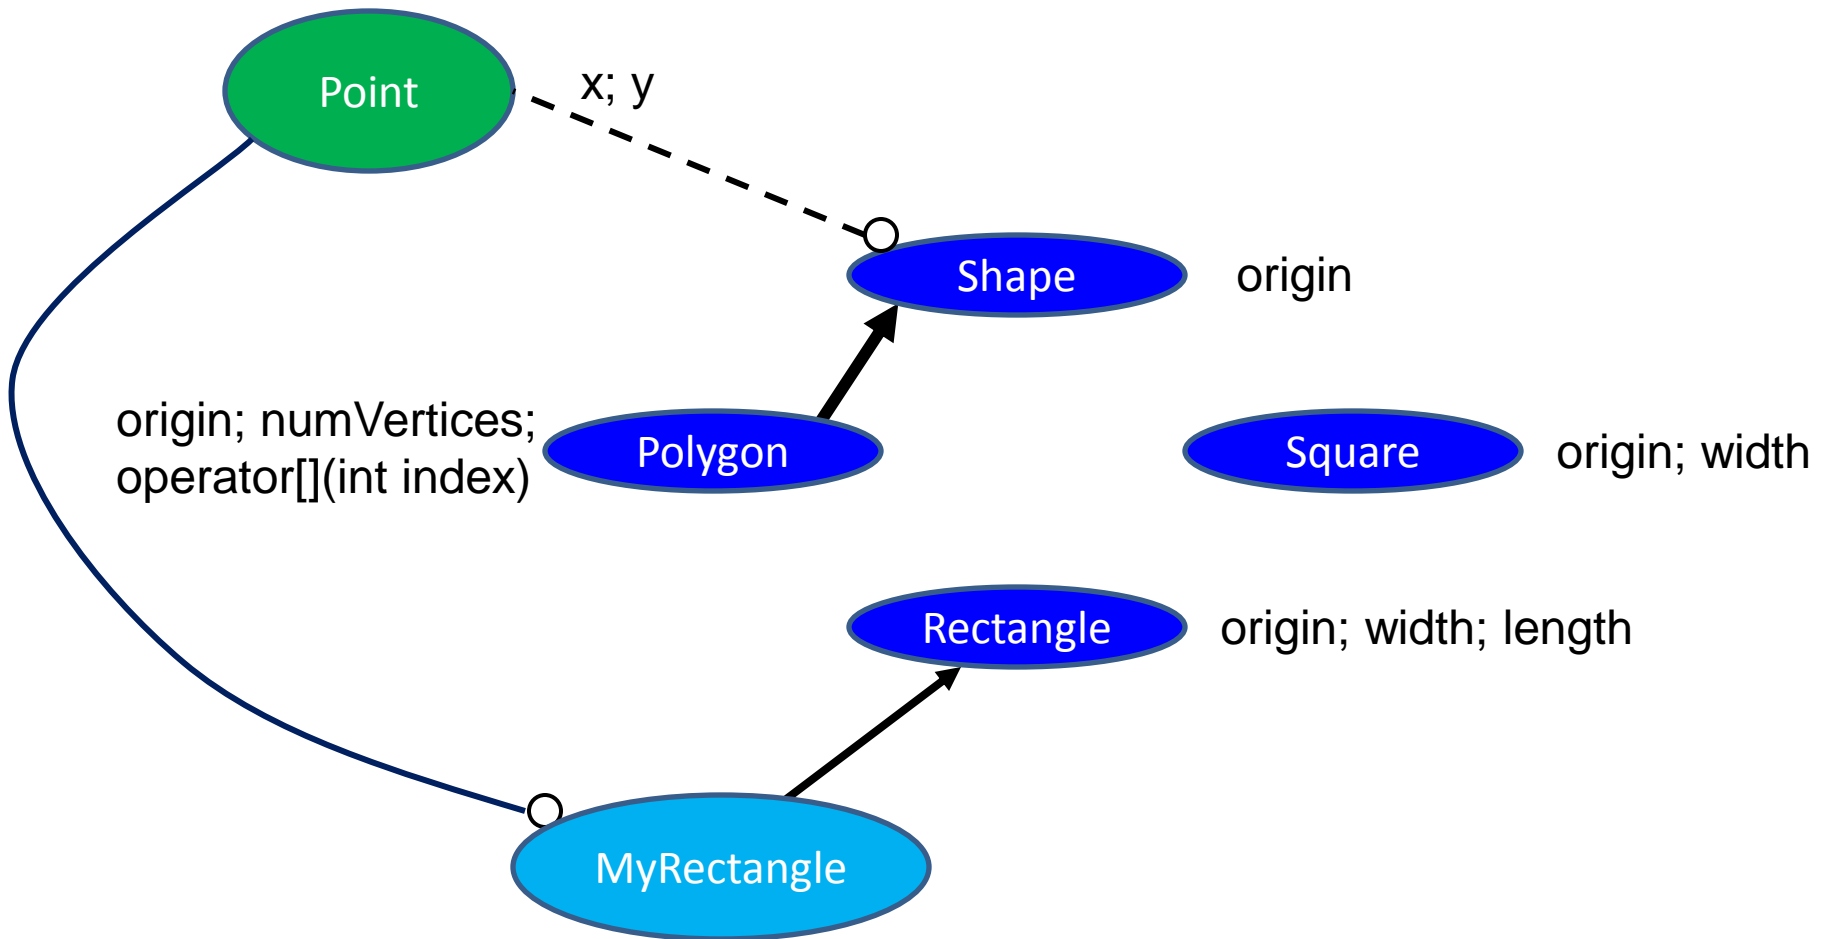 Point
x; y
Shape
origin
origin; numVertices;
operator[](int index)
Polygon
Square
origin; width
Rectangle
origin; width; length
MyRectangle